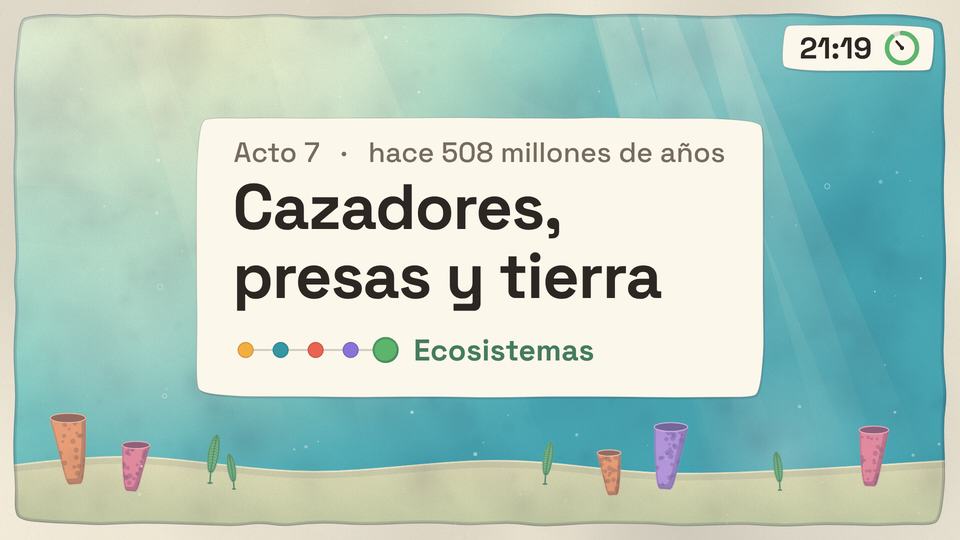 21:19
Acto 7 · hace 508 millones de años
Cazadores,
presas y tierra
Ecosistemas